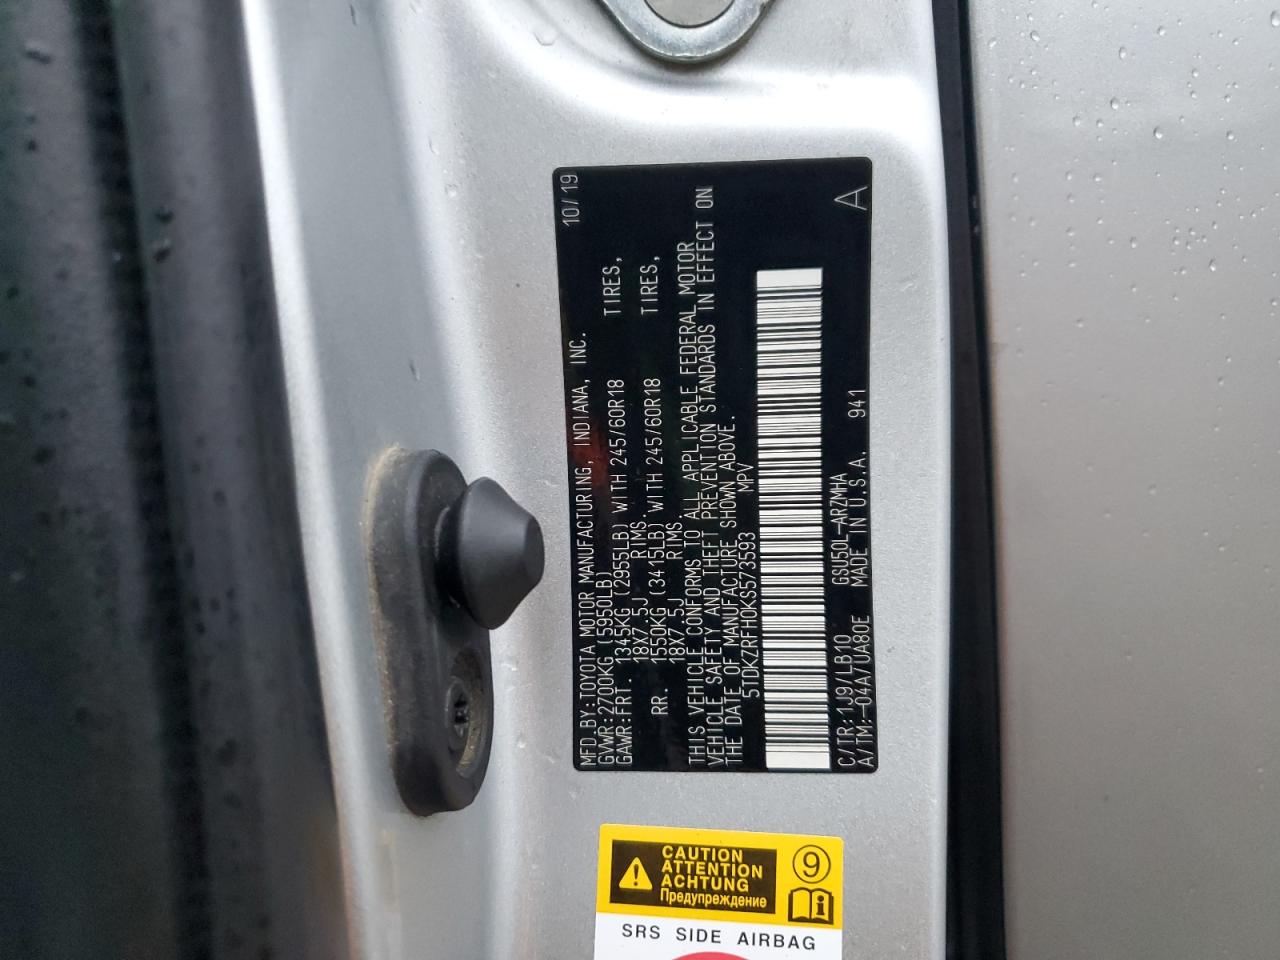 MFD.BY:TOYOTA MOTOR MANUFACTURING, INDIANA, INC. 10/19
GVWR:2700KG (5950LB)
GAWR:FRT. 1345KG (2955LB) WITH 245/60R18 TIRES,
18X7.5J RIMS.
RR. 1550KG (3415LB) WITH 245/60R18 TIRES,
18X7.5J RIMS.
THIS VEHICLE CONFORMS TO ALL APPLICABLE FEDERAL MOTOR
VEHICLE SAFETY AND THEFT PREVENTION STANDARDS IN EFFECT ON
THE DATE OF MANUFACTURE SHOWN ABOVE.
5TDKZRFH0KS573593 MPV
A
C/TR:1J9/LB10 GSU50L-ARZMHA 941
A/TM:-04A/UA80E MADE IN U.S.A.
CAUTION
ATTENTION
ACHTUNG
Предупреждение
9
SRS SIDE AIRBAG